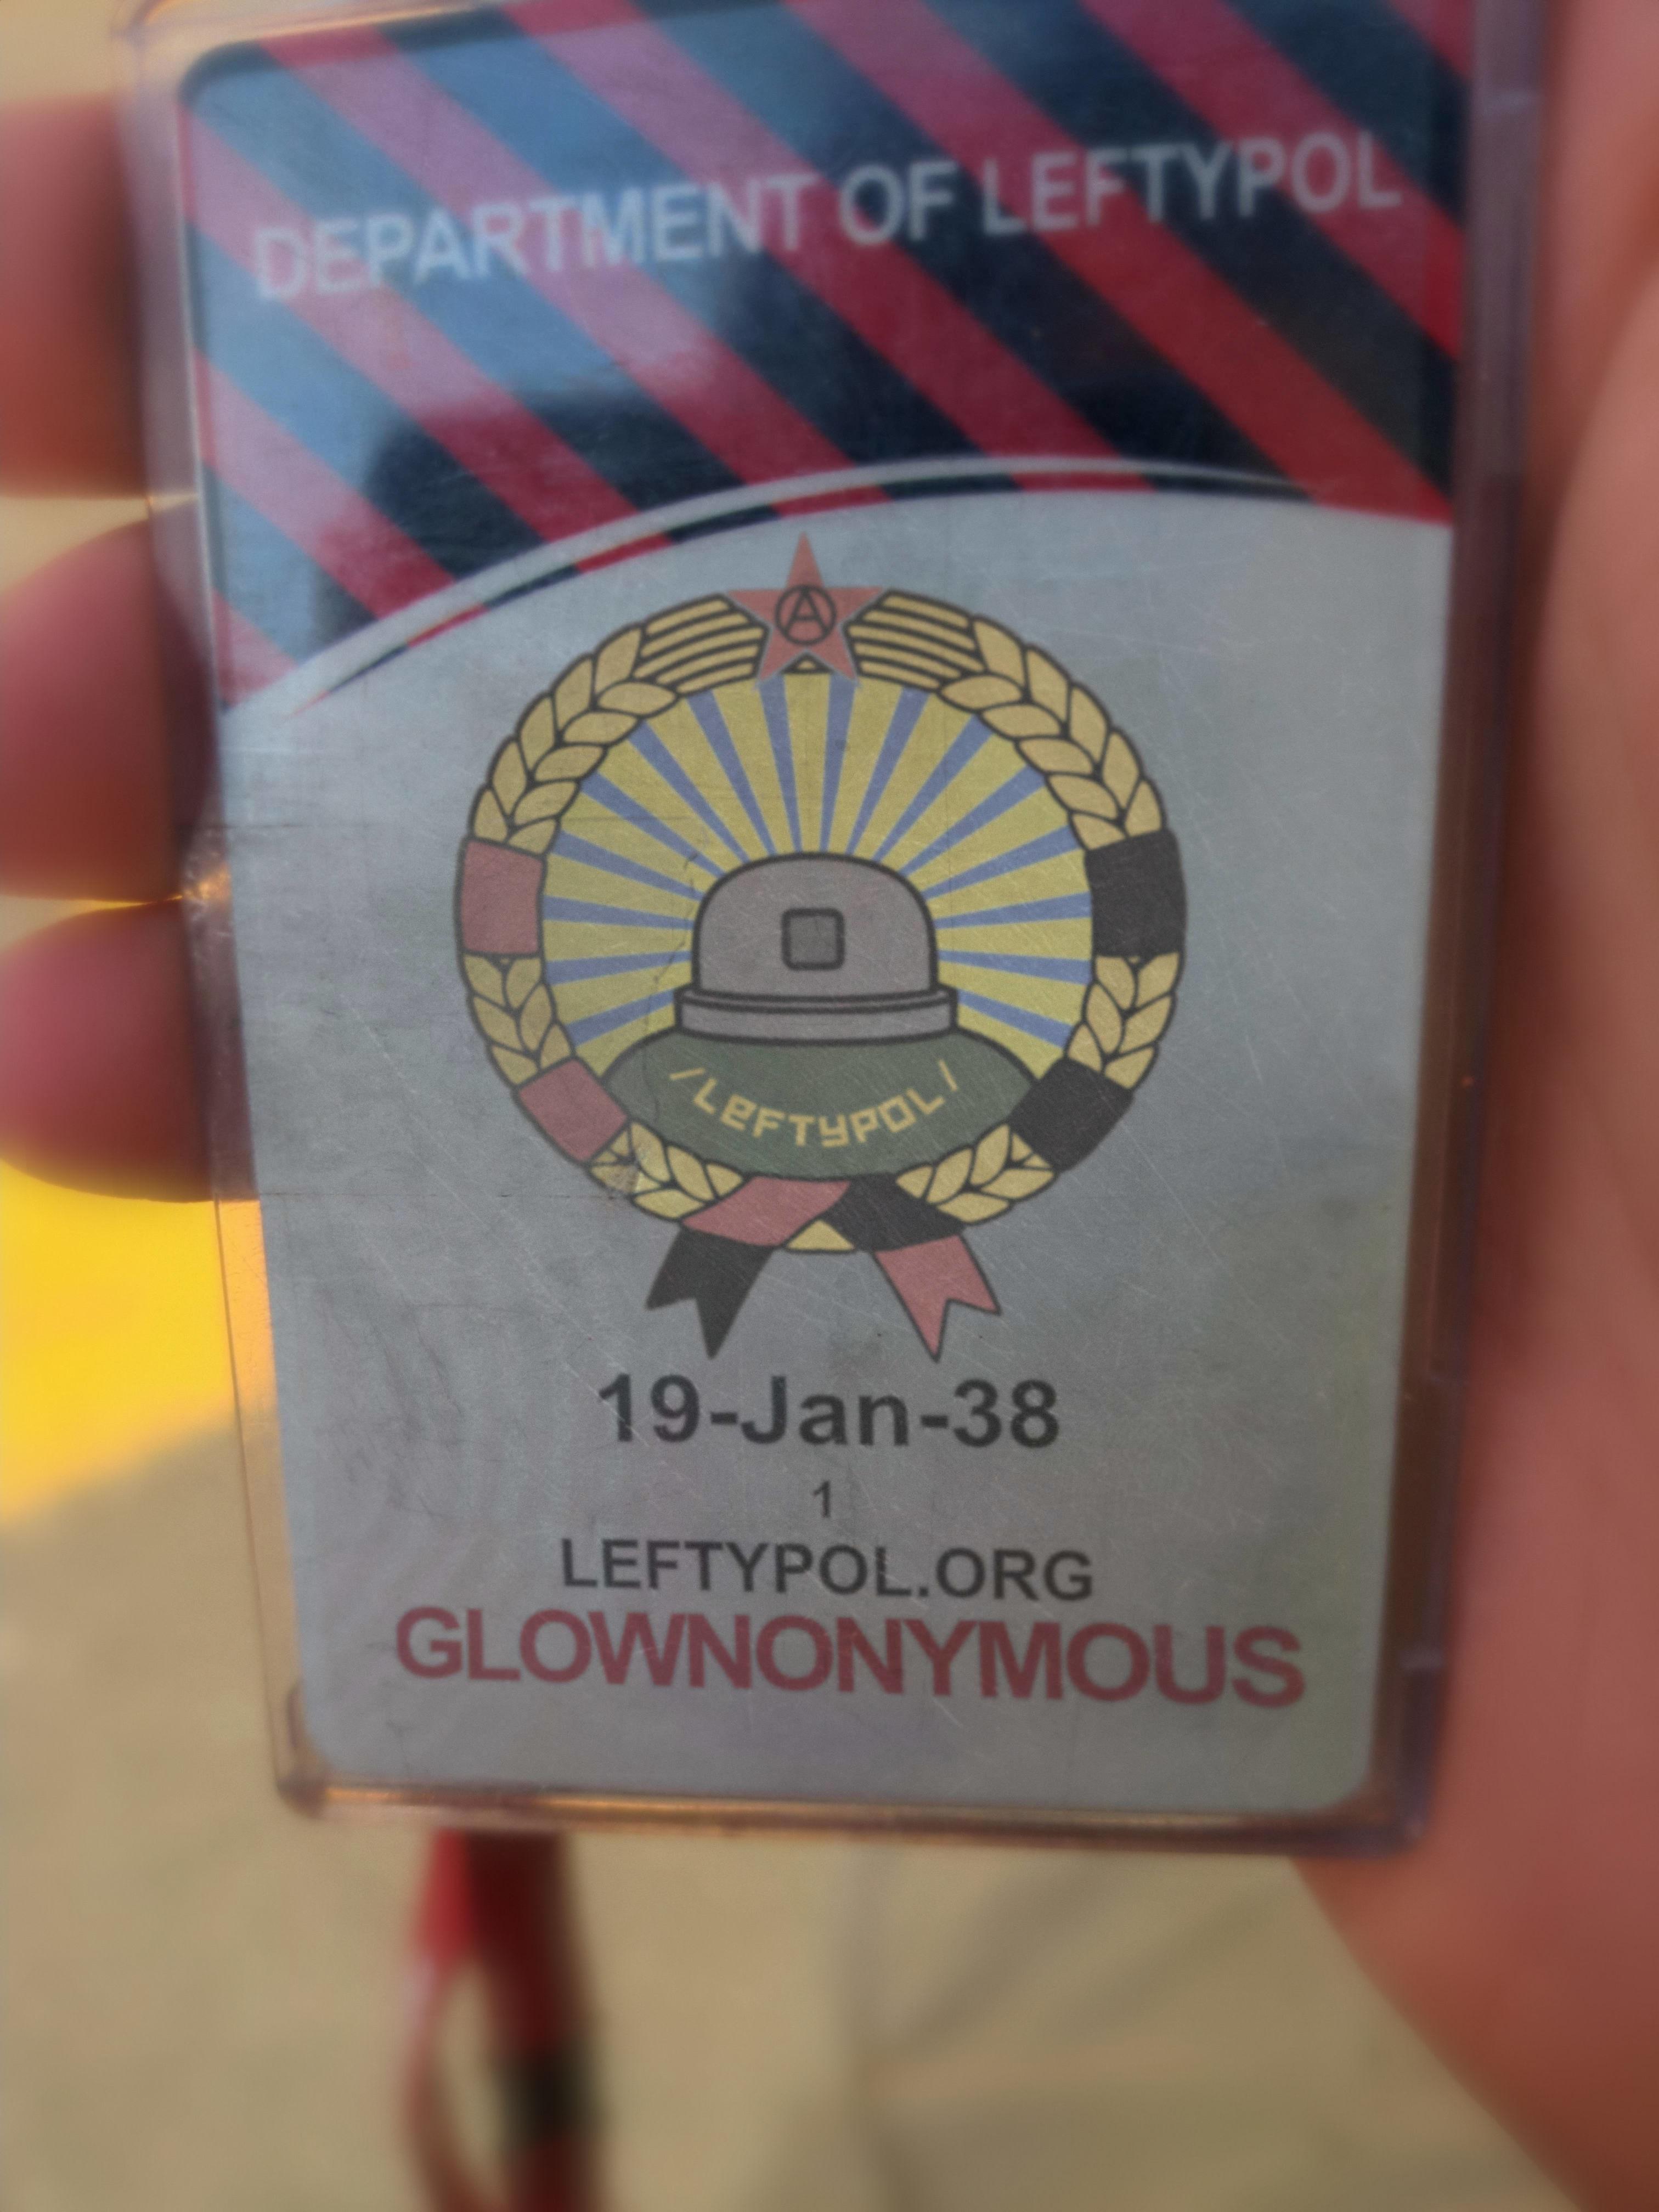 DEPARTMENT OF LEFTYPOL
A
/LEFTYPOL/
19-Jan-38
1
LEFTYPOL.ORG
GLOWNONYMOUS